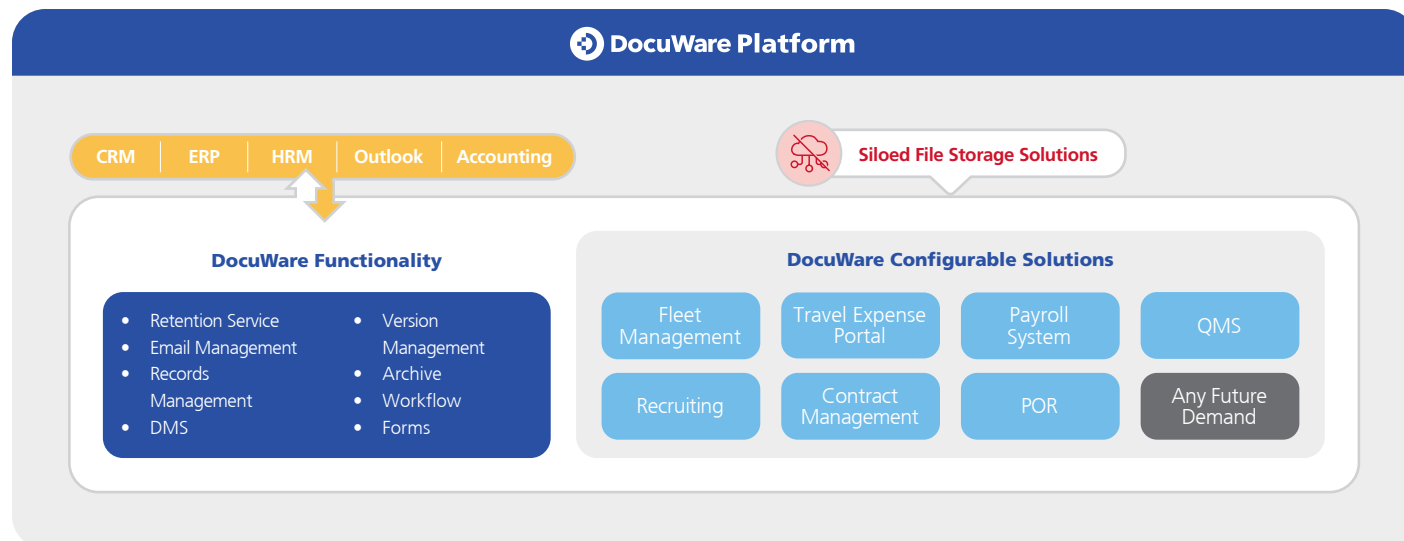 DocuWare Platform
CRM ERP HRM Outlook Accounting
Siloed File Storage Solutions
DocuWare Functionality
• Retention Service
• Email Management
• Records
Management
• DMS
• Version
Management
• Archive
• Workflow
• Forms
DocuWare Configurable Solutions
Fleet
Management
Travel Expense
Portal
Payroll
System
QMS
Recruiting
Contract
Management
POR
Any Future
Demand